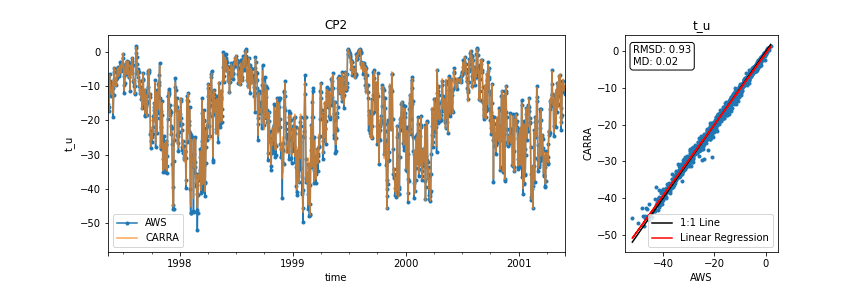 CP2
t_u
0
−10
−20
−30
−40
−50
t_u
AWS
CARRA
1998
1999
2000
2001
time
t_u
RMSD: 0.93
MD: 0.02
0
−10
−20
−30
−40
−50
CARRA
1:1 Line
Linear Regression
−40
−20
0
AWS